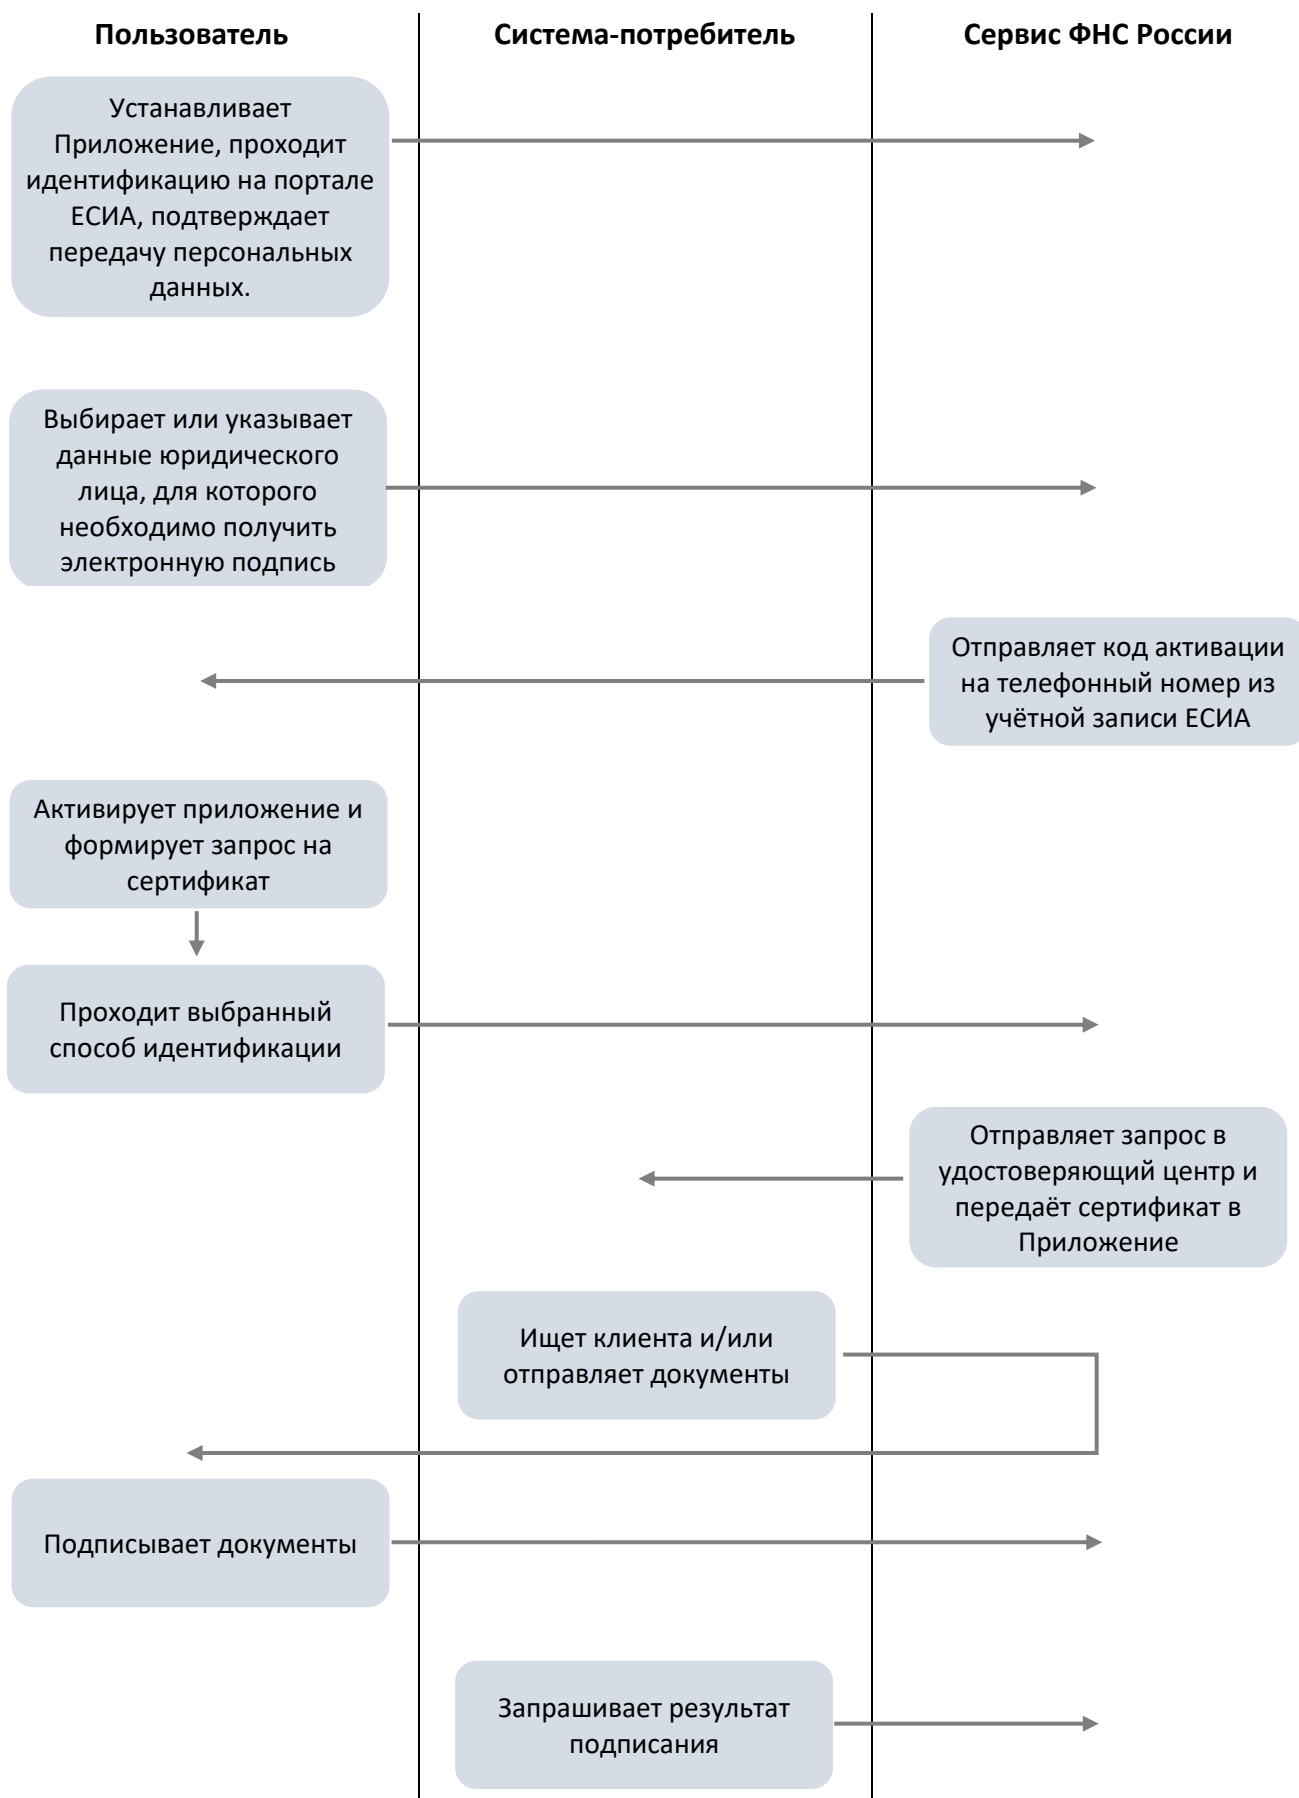 Пользователь
Система-потребитель
Сервис ФНС России
Устанавливает
Приложение, проходит
идентификацию на портале
ЕСИА, подтверждает
передачу персональных
данных.
Выбирает или указывает
данные юридического
лица, для которого
необходимо получить
электронную подпись
Отправляет код активации
на телефонный номер из
учётной записи ЕСИА
Активирует приложение и
формирует запрос на
сертификат
Проходит выбранный
способ идентификации
Отправляет запрос в
удостоверяющий центр и
передаёт сертификат в
Приложение
Ищет клиента и/или
отправляет документы
Подписывает документы
Запрашивает результат
подписания